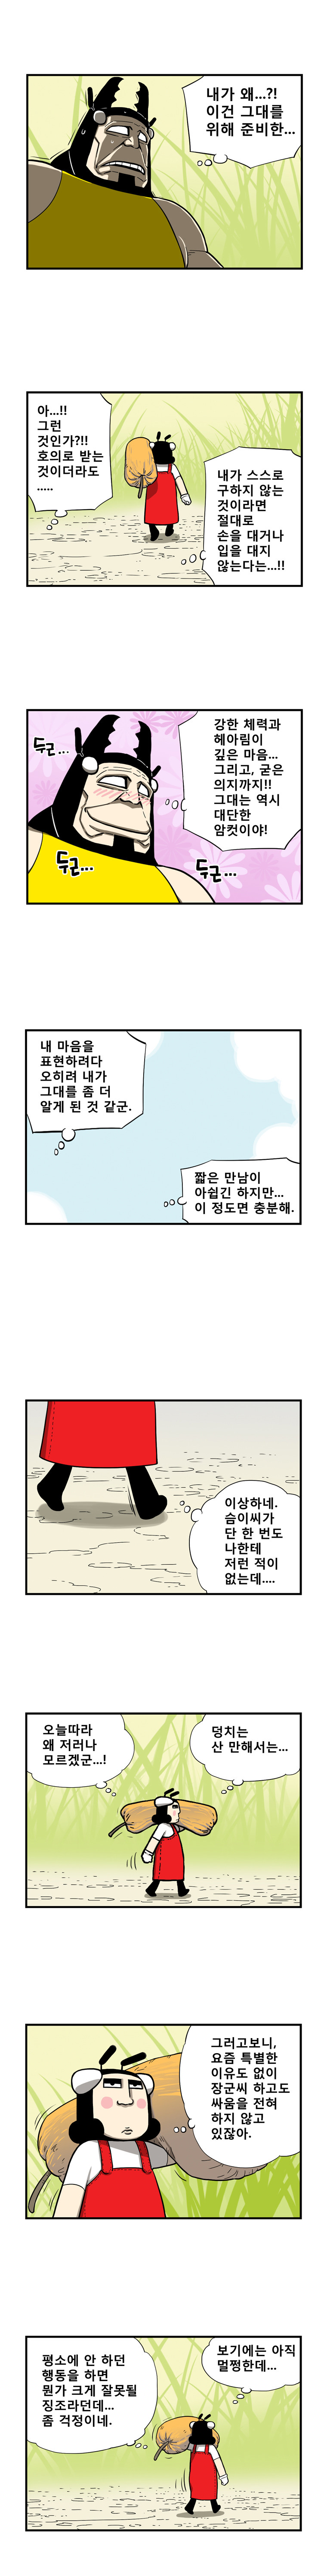 내가 왜...?!
이건 그대를
위해 준비한...
아...!!
그런
것인가?!!
호의로 받는
것이더라도
.....
내가 스스로
구하지 않는
것이라면
절대로
손을 대거나
입을 대지
않는다는...!!
두근...
강한 체력과
헤아림이
깊은 마음...
그리고, 굳은
의지까지!!
그대는 역시
대단한
암컷이야!
두근...
두근...
내 마음을
표현하려다
오히려 내가
그대를 좀 더
알게 된 것 같군.
짧은 만남이
아쉽긴 하지만...
이 정도면 충분해.
이상하네.
슴이씨가
단 한 번도
나한테
저런 적이
없는데....
오늘따라
왜 저러나
모르겠군...!
덩치는
산 만해서는...
그러고보니,
요즘 특별한
이유도 없이
장군씨 하고도
싸움을 전혀
하지 않고
있잖아.
평소에 안 하던
행동을 하면
뭔가 크게 잘못될
징조라던데...
좀 걱정이네.
보기에는 아직
멀쩡한데...